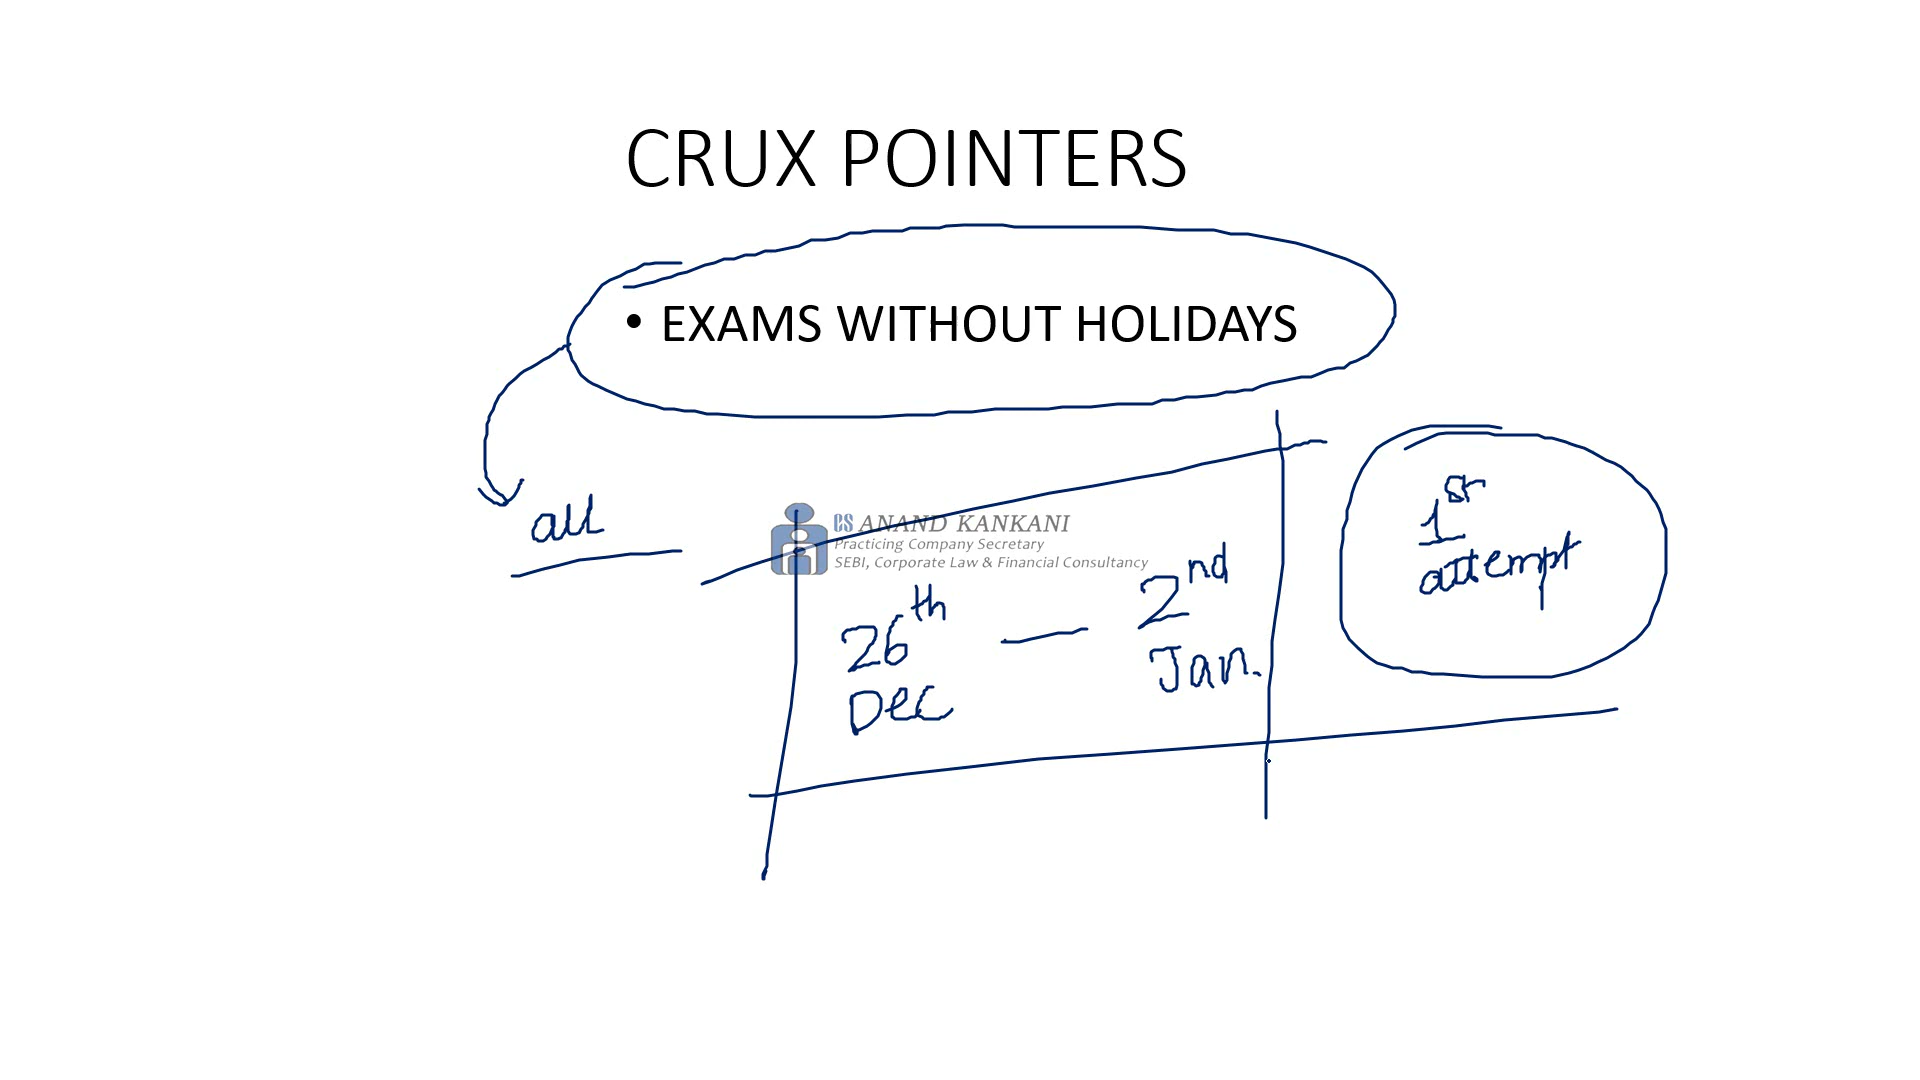 CRUX POINTERS
• EXAMS WITHOUT HOLIDAYS
all
CS ANAND KANKANI
Practicing Company Secretary
SEBI, Corporate Law & Financial Consultancy
26th — 2nd
Dec Jan.
1st
attempt